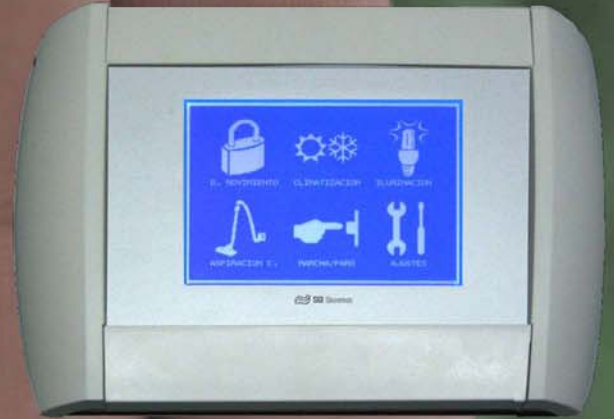 D. MOVIMIENTO CLIMATIZACION ILUMINACION
ASPIRACION C. MARCHA/PARO AJUSTES